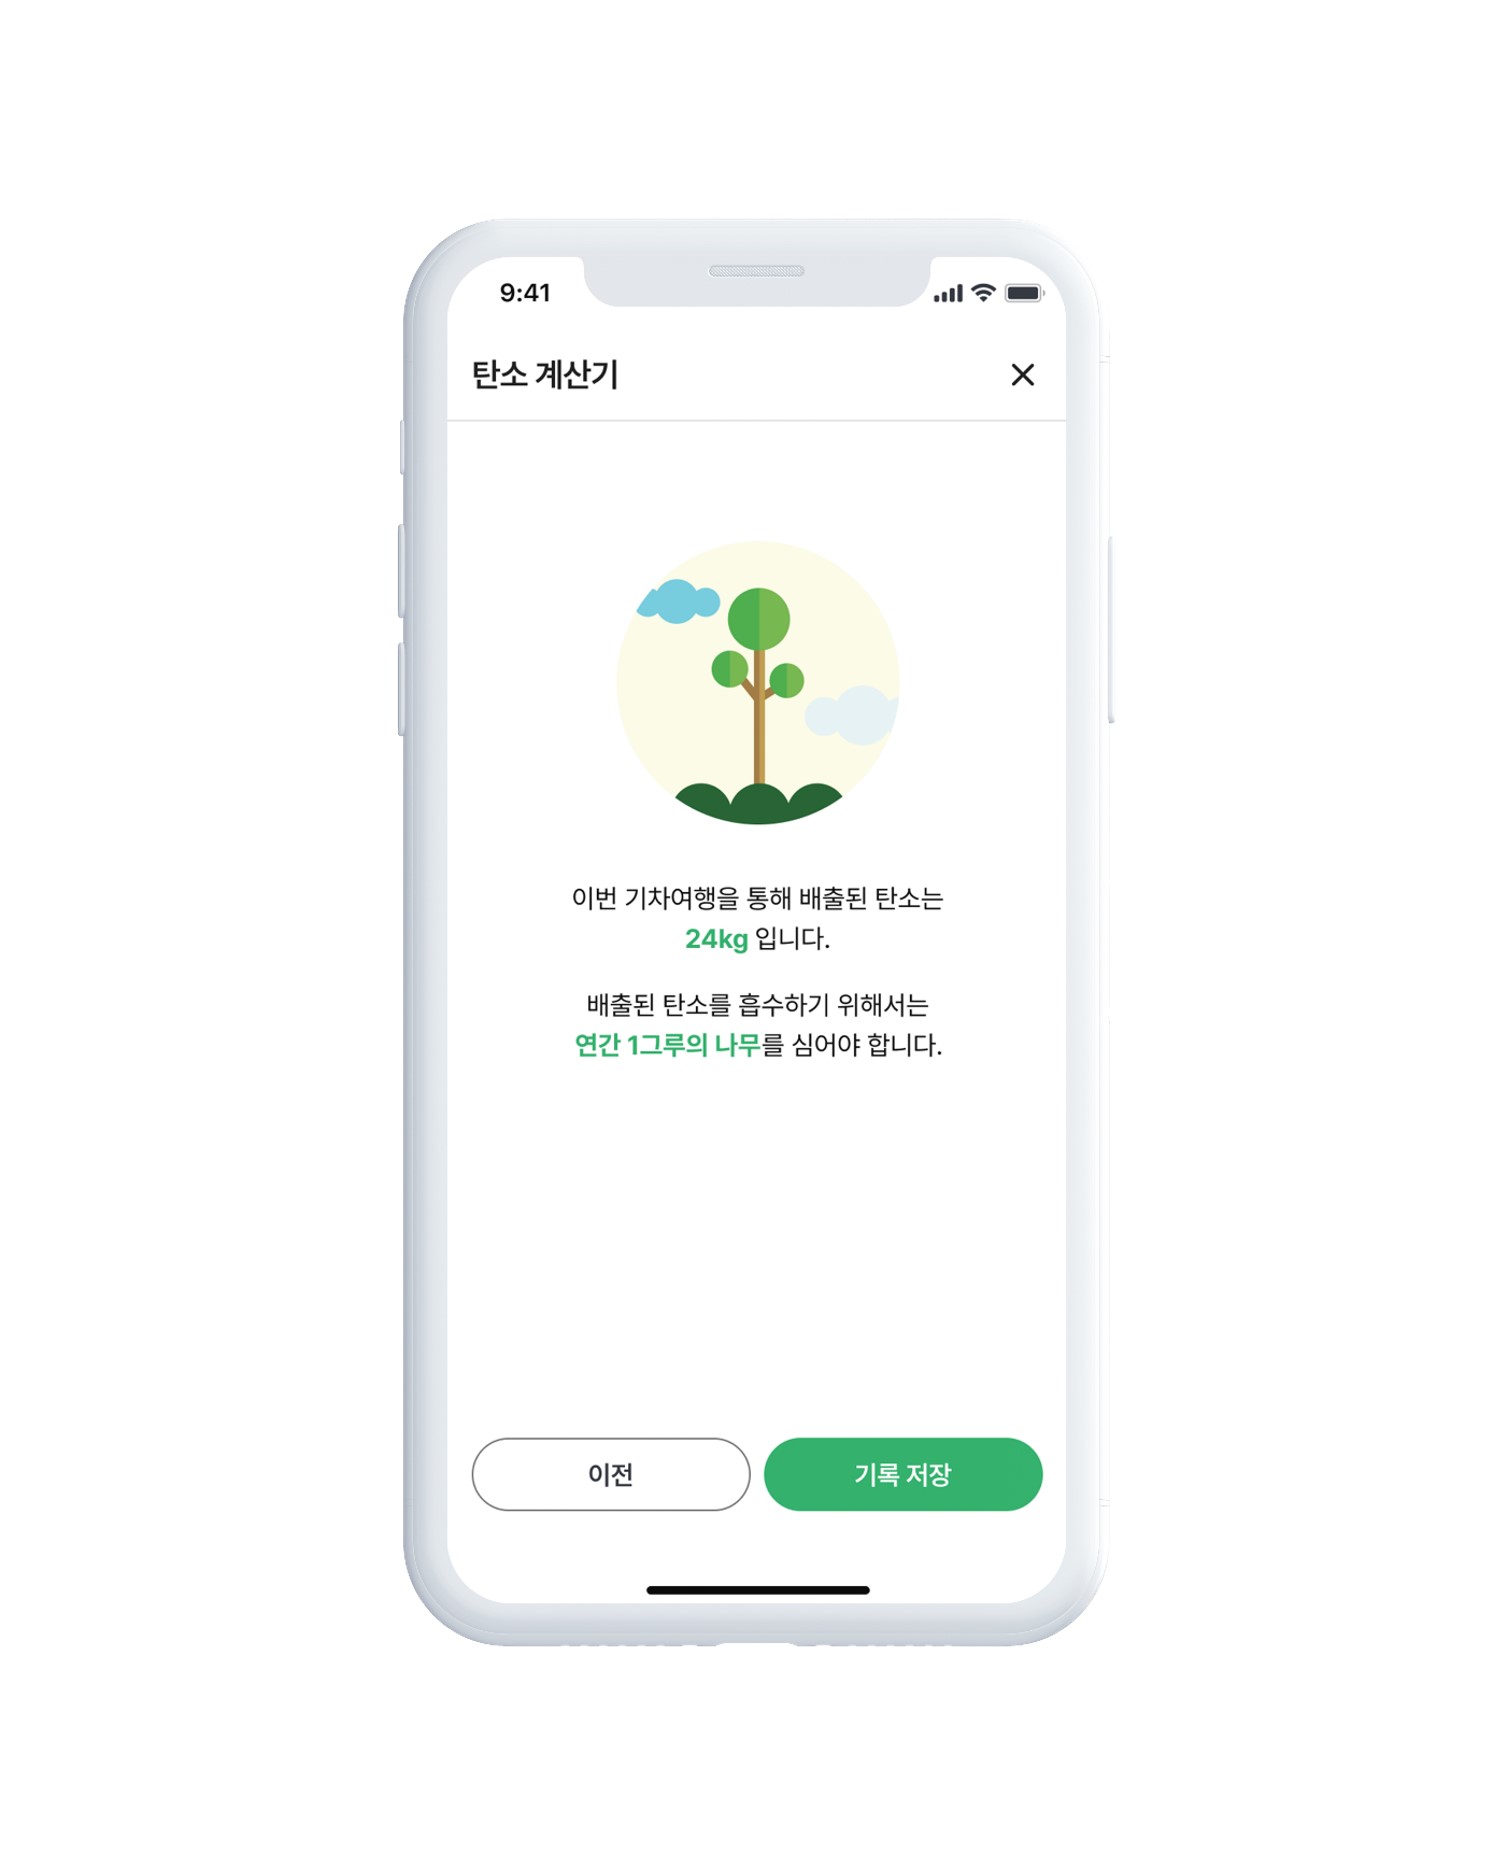 9:41
탄소 계산기
이번 기차여행을 통해 배출된 탄소는
24kg 입니다.
배출된 탄소를 흡수하기 위해서는
연간 1그루의 나무를 심어야 합니다.
이전
기록 저장